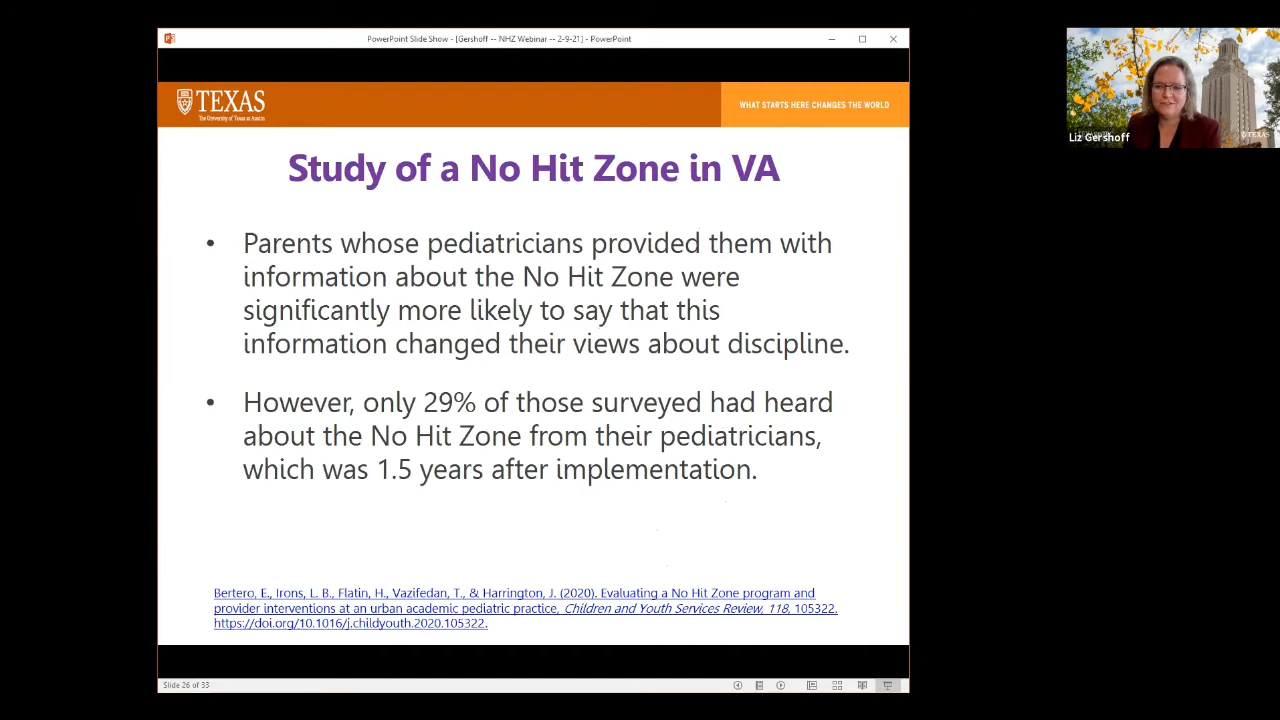 PowerPoint Slide Show - [Gershoff -- NHZ Webinar -- 2-9-21] - PowerPoint
TEXAS
The University of Texas at Austin
WHAT STARTS HERE CHANGES THE WORLD
Liz Gershoff
TEXAS
Study of a No Hit Zone in VA
• Parents whose pediatricians provided them with
information about the No Hit Zone were
significantly more likely to say that this
information changed their views about discipline.
• However, only 29% of those surveyed had heard
about the No Hit Zone from their pediatricians,
which was 1.5 years after implementation.
Bertero, E., Irons, L. B., Flatin, H., Vazifedan, T., & Harrington, J. (2020). Evaluating a No Hit Zone program and
provider interventions at an urban academic pediatric practice, Children and Youth Services Review, 118, 105322.
https://doi.org/10.1016/j.childyouth.2020.105322.
Slide 26 of 33